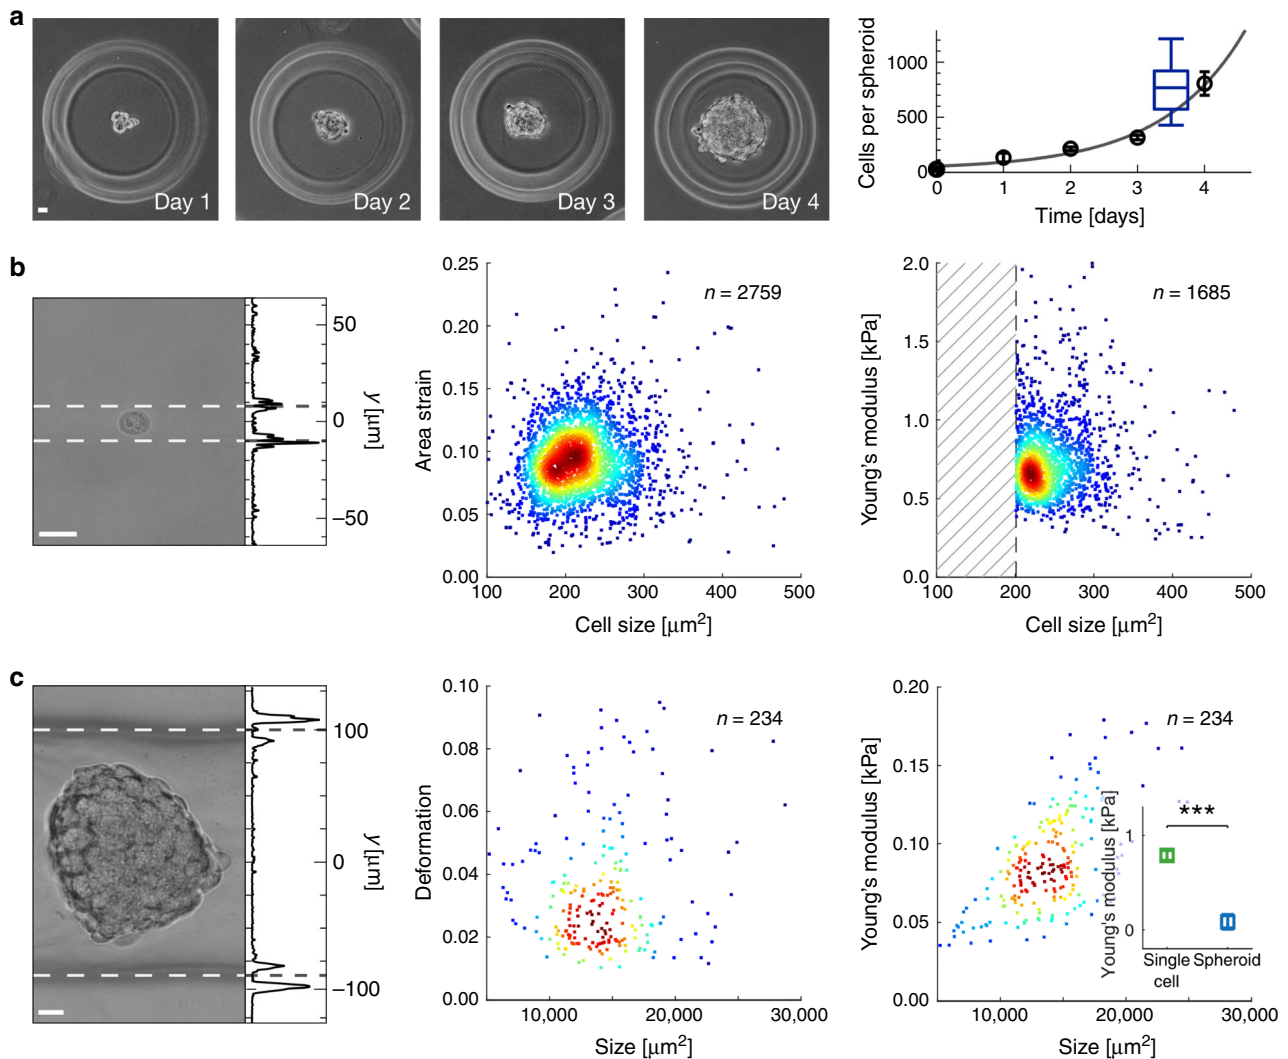 a
Day 1
Day 2
Day 3
Day 4
Cells per spheroid
1000
500
0
0 1 2 3 4
Time [days]
b
50
0
−50
y [μm]
Area strain
0.25
0.20
0.15
0.10
0.05
0.00
n = 2759
100 200 300 400 500
Cell size [μm²]
Young's modulus [kPa]
2.0
1.5
1.0
0.5
0.0
n = 1685
100 200 300 400 500
Cell size [μm²]
c
100
0
−100
y [μm]
Deformation
0.10
0.08
0.06
0.04
0.02
0.00
n = 234
10,000 20,000 30,000
Size [μm²]
Young's modulus [kPa]
0.20
0.15
0.10
0.05
0.00
n = 234
Young's modulus [kPa]
1
0
***
Single Spheroid
cell
10,000 20,000 30,000
Size [μm²]